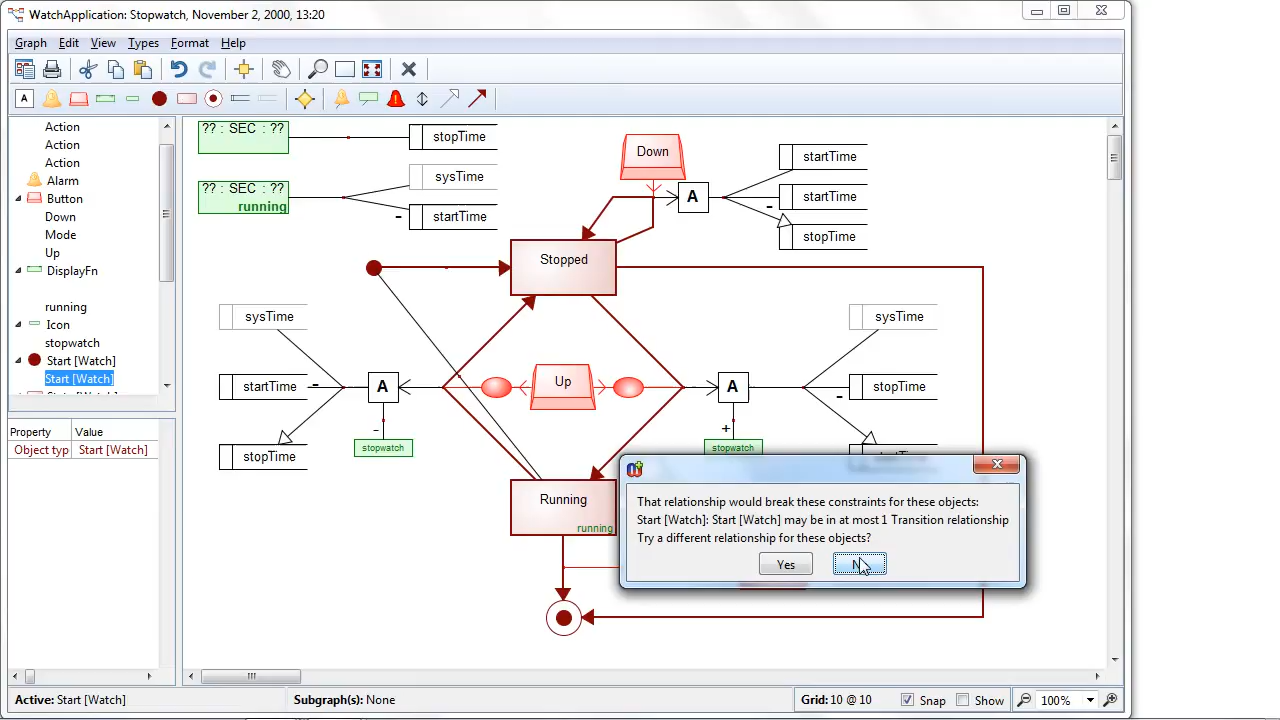 WatchApplication: Stopwatch, November 2, 2000, 13:20
Graph Edit View Types Format Help
A
Action
Action
Action
Alarm
Button
Down
Mode
Up
DisplayFn
running
Icon
stopwatch
Start [Watch]
Start [Watch]
Property Value
Object typ Start [Watch]
?? : SEC : ??
stopTime
?? : SEC : ??
running
sysTime
startTime
-
Down
A
startTime
startTime
-
stopTime
Stopped
sysTime
startTime
-
stopTime
A
-
stopwatch
Up
A
+
stopwatch
sysTime
stopTime
-
Running
running
That relationship would break these constraints for these objects:
Start [Watch]: Start [Watch] may be in at most 1 Transition relationship
Try a different relationship for these objects?
Yes
Active: Start [Watch] Subgraph(s): None Grid: 10 @ 10 Snap Show 100%